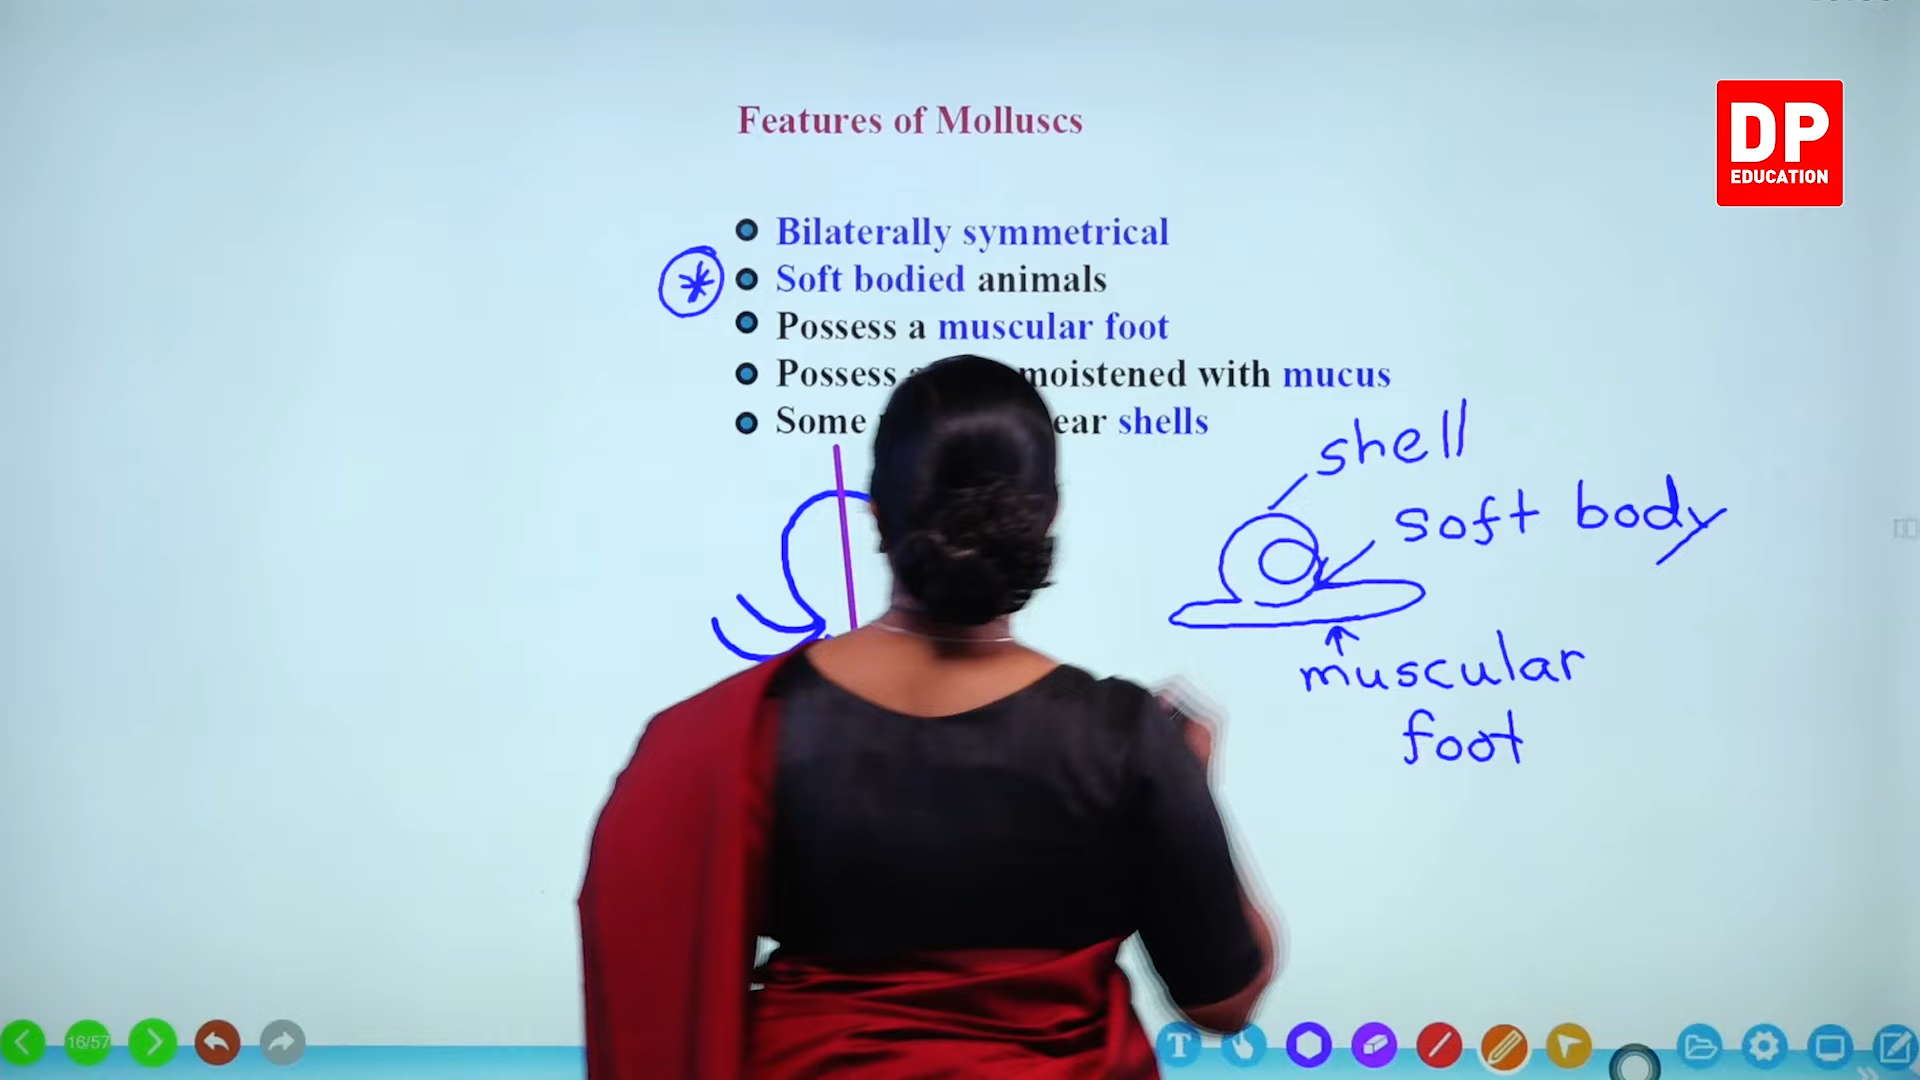 DP
EDUCATION
Features of Molluscs
Bilaterally symmetrical
* Soft bodied animals
Possess a muscular foot
Possess moistened with mucus
Some shells
shell
soft body
muscular
foot
16/57
T